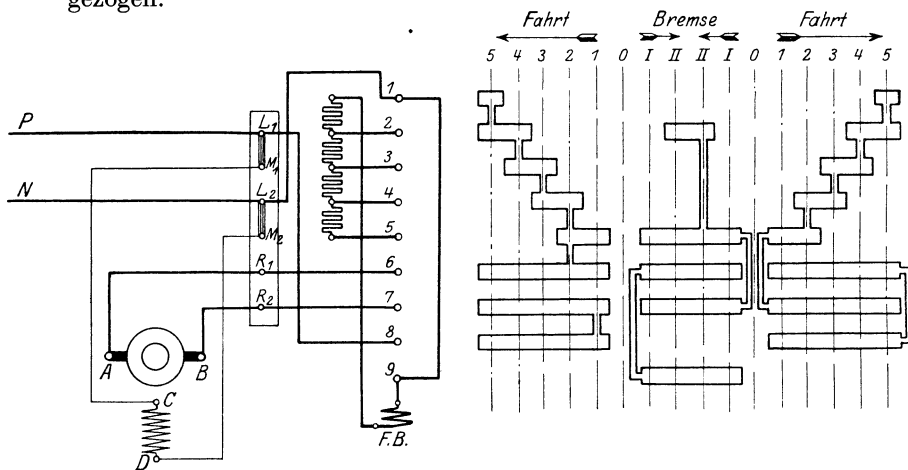 gezogen.
Fahrt Bremse Fahrt
5 4 3 2 1 0 I II II I 0 1 2 3 4 5
P
N
L1
M1
L2
M2
R1
R2
A B
C
D
1
2
3
4
5
6
7
8
9
F.B.